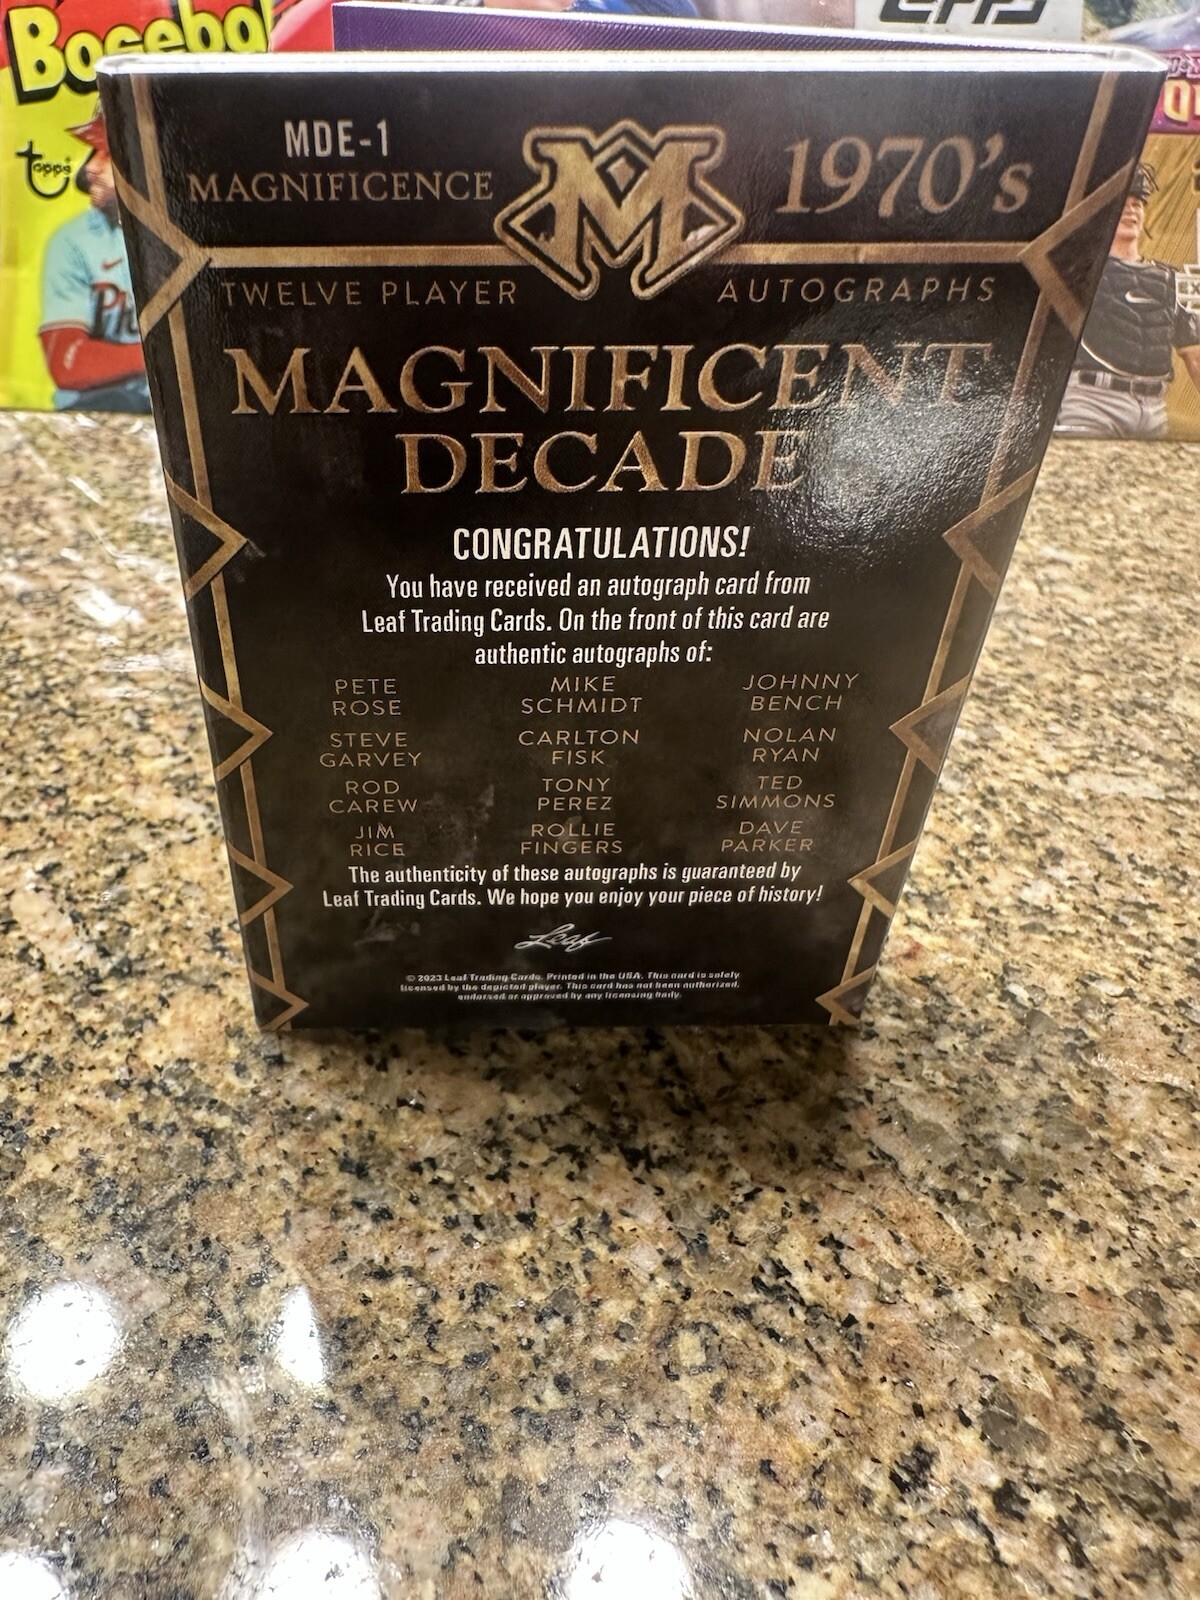 Basebal
topps
MDE-1
MAGNIFICENCE
M
1970's
TWELVE PLAYER
AUTOGRAPHS
MAGNIFICENT
DECADE
CONGRATULATIONS!
You have received an autograph card from
Leaf Trading Cards. On the front of this card are
authentic autographs of:
PETE
ROSE
MIKE
SCHMIDT
JOHNNY
BENCH
STEVE
GARVEY
CARLTON
FISK
NOLAN
RYAN
ROD
CAREW
TONY
PEREZ
TED
SIMMONS
JIM
RICE
ROLLIE
FINGERS
DAVE
PARKER
The authenticity of these autographs is guaranteed by
Leaf Trading Cards. We hope you enjoy your piece of history!
Leaf
© 2023 Leaf Trading Cards. Printed in the USA. This card is solely
licensed by the depicted player. This card has not been authorized,
endorsed or approved by any licensing body.